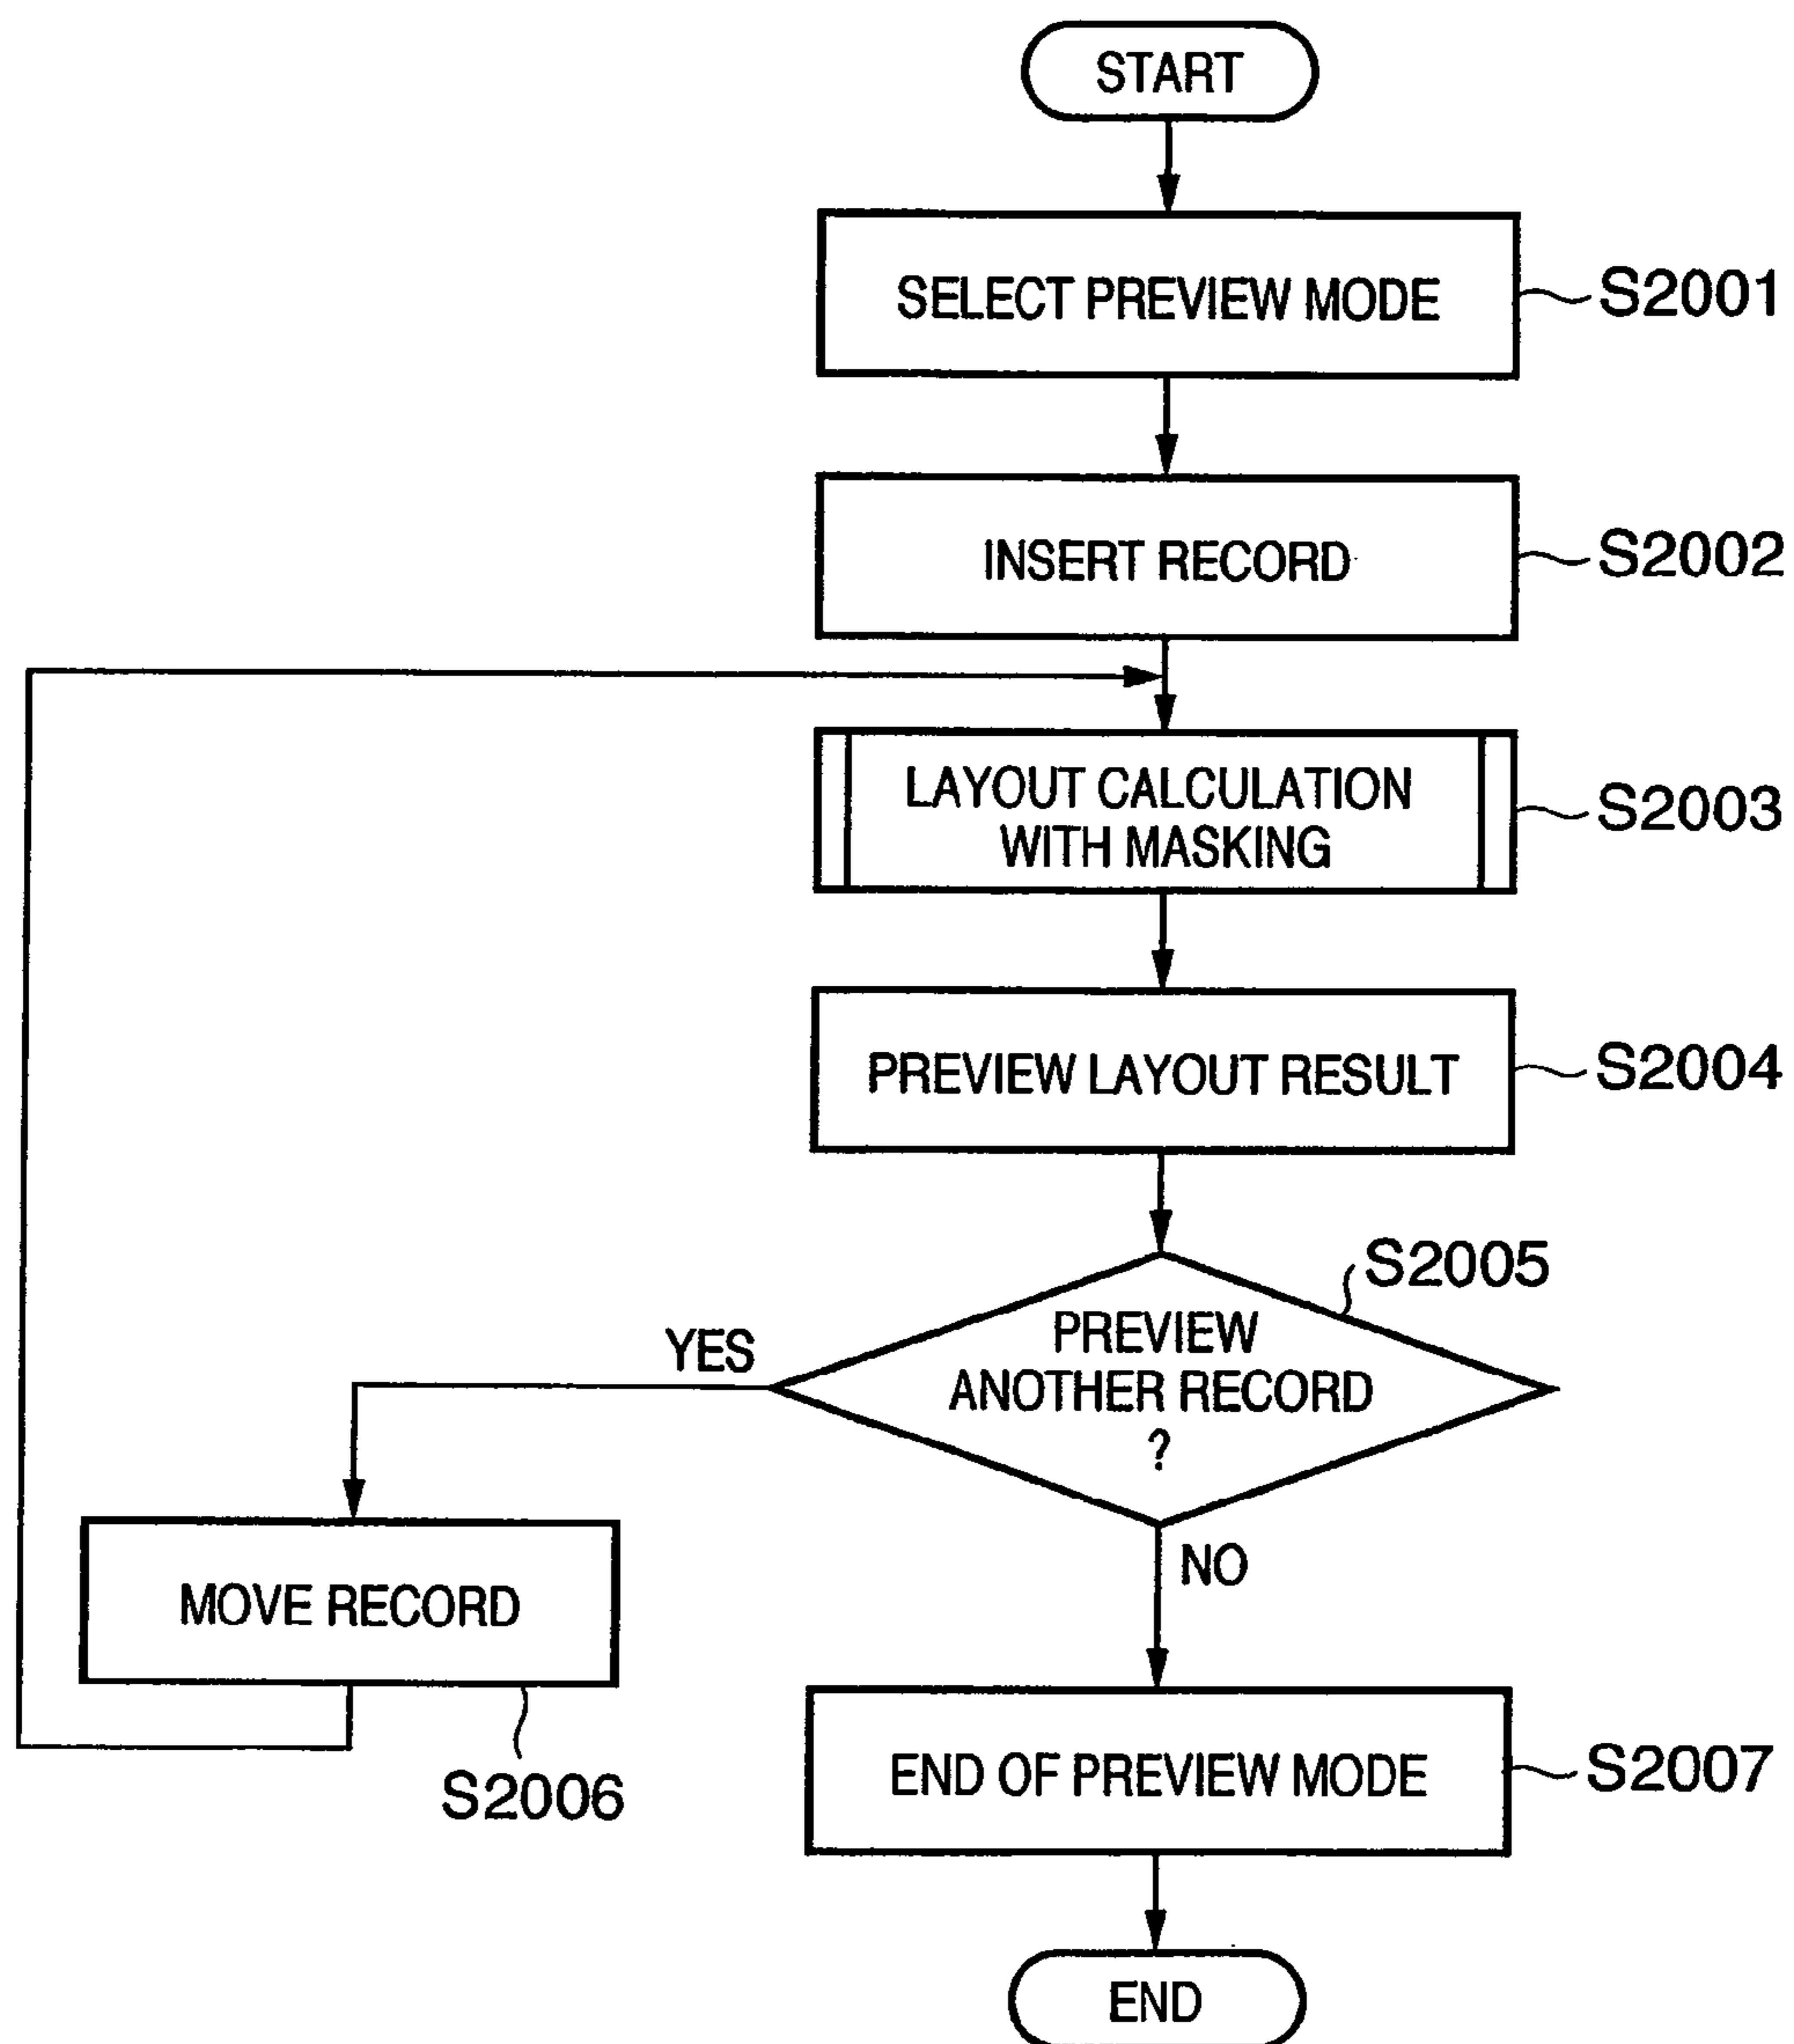 START
SELECT PREVIEW MODE
S2001
INSERT RECORD
S2002
LAYOUT CALCULATION
WITH MASKING
S2003
PREVIEW LAYOUT RESULT
S2004
S2005
PREVIEW
ANOTHER RECORD
?
YES
NO
MOVE RECORD
S2006
END OF PREVIEW MODE
S2007
END